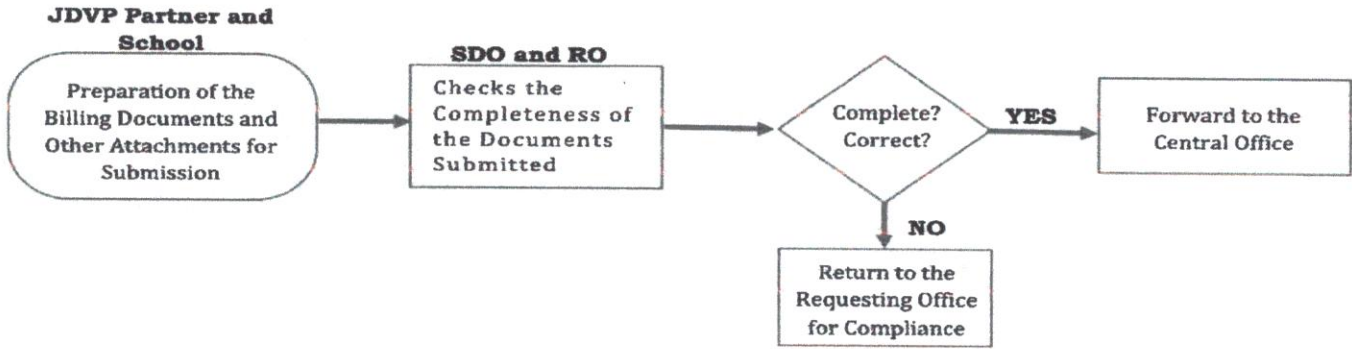 JDVP Partner and
School
Preparation of the
Billing Documents and
Other Attachments for
Submission
SDO and RO
Checks the
Completeness of
the Documents
Submitted
Complete?
Correct?
YES
Forward to the
Central Office
NO
Return to the
Requesting Office
for Compliance